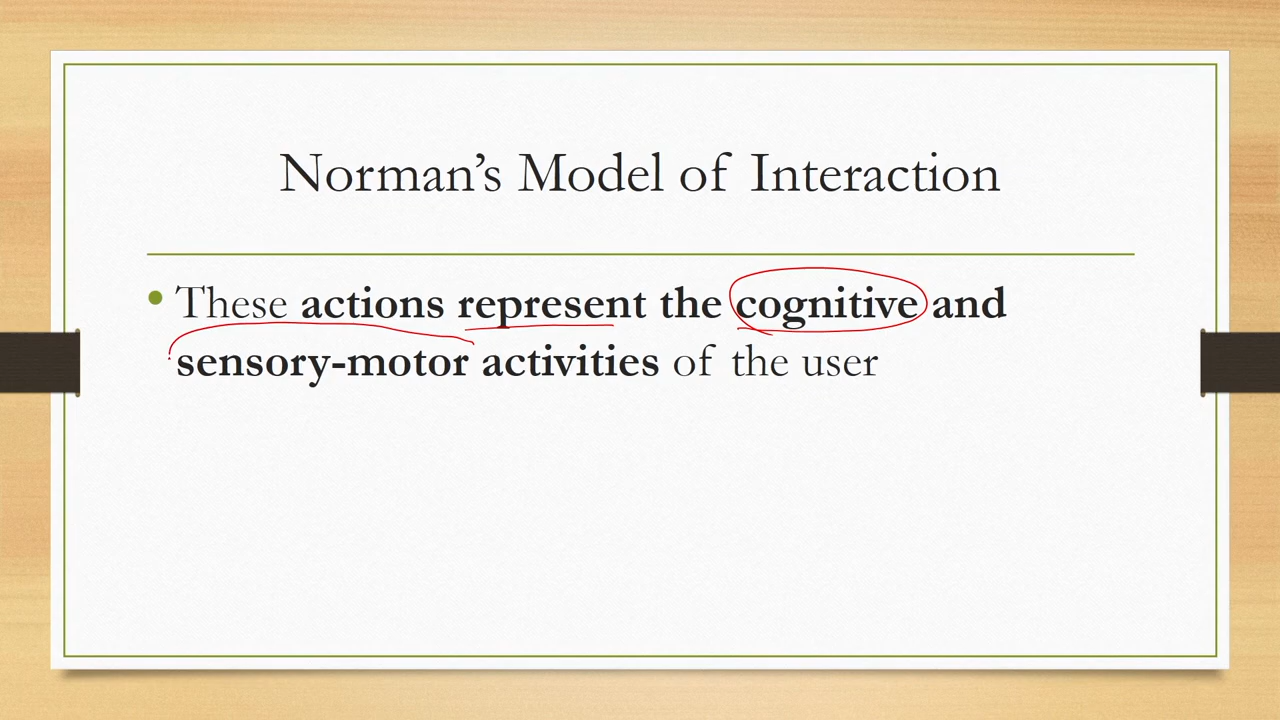 Norman’s Model of Interaction
• These actions represent the cognitive and
sensory-motor activities of the user